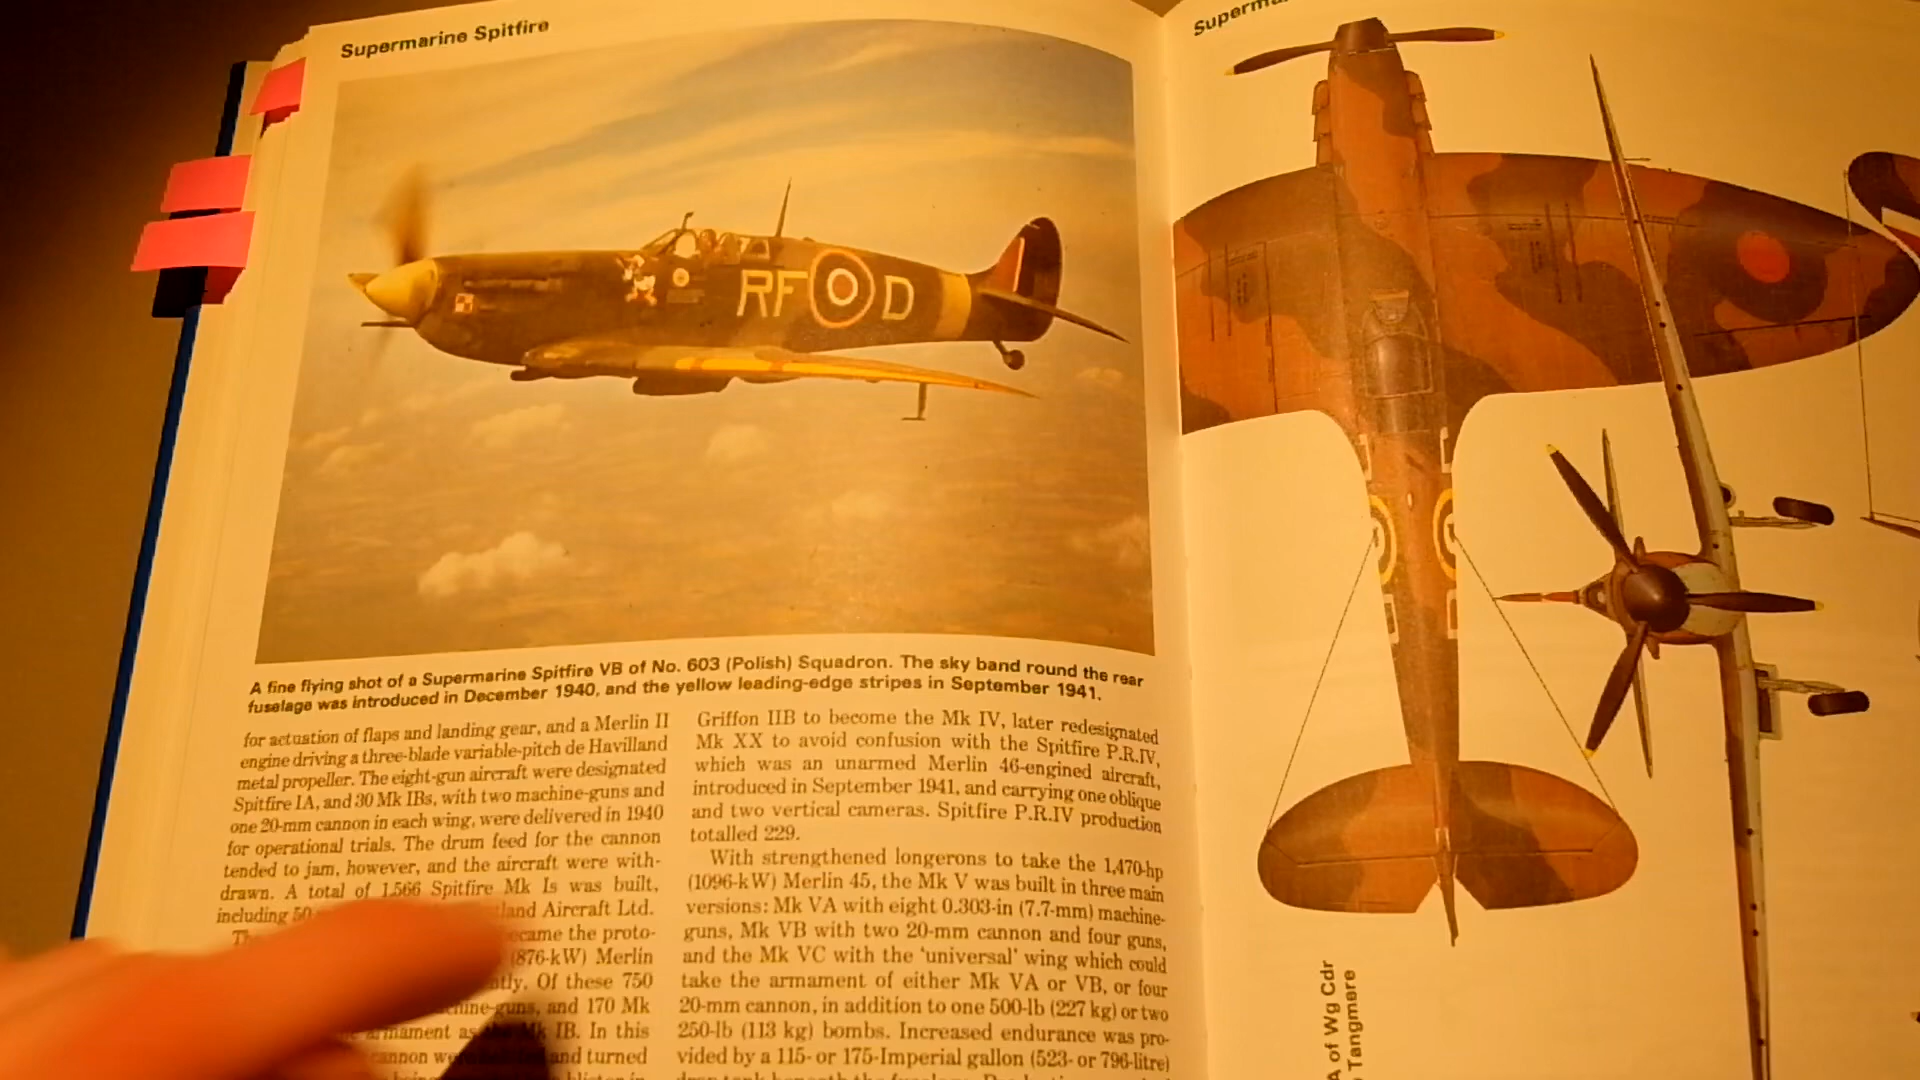 Supermarine Spitfire
RF D
A fine flying shot of a Supermarine Spitfire VB of No. 603 (Polish) Squadron. The sky band round the rear
fuselage was introduced in December 1940, and the yellow leading-edge stripes in September 1941.
for actuation of flaps and landing gear, and a Merlin II
engine driving a three-blade variable-pitch de Havilland
metal propeller. The eight-gun aircraft were designated
Spitfire IA, and 30 Mk IBs, with two machine-guns and
one 20-mm cannon in each wing, were delivered in 1940
for operational trials. The drum feed for the cannon
tended to jam, however, and the aircraft were with-
drawn. A total of 1,566 Spitfire Mk Is was built,
including 50 land Aircraft Ltd.
became the proto-
(876-kW) Merlin
Of these 750
and 170 Mk
armament as Mk IB. In this
cannon and turned
Griffon IIB to become the Mk IV, later redesignated
Mk XX to avoid confusion with the Spitfire P.R.IV,
which was an unarmed Merlin 46-engined aircraft,
introduced in September 1941, and carrying one oblique
and two vertical cameras. Spitfire P.R.IV production
totalled 229.
With strengthened longerons to take the 1,470-hp
(1096-kW) Merlin 45, the Mk V was built in three main
versions: Mk VA with eight 0.303-in (7.7-mm) machine-
guns, Mk VB with two 20-mm cannon and four guns,
and the Mk VC with the 'universal' wing which could
take the armament of either Mk VA or VB, or four
20-mm cannon, in addition to one 500-lb (227 kg) or two
250-lb (113 kg) bombs. Increased endurance was pro-
vided by a 115- or 175-Imperial gallon (523- or 796-litre)
Superma
A of Wg Cdr
Tangmere